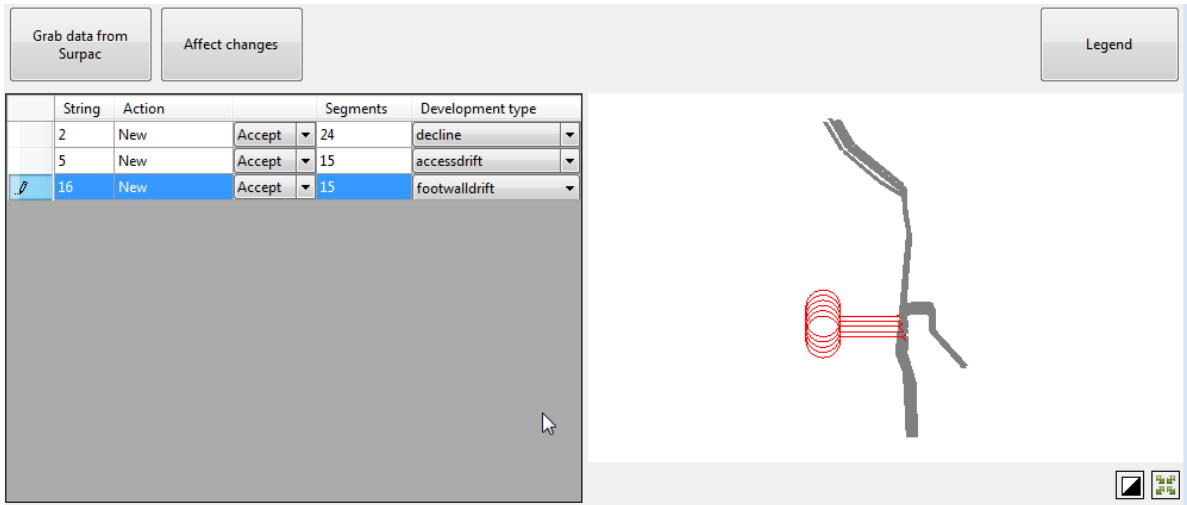 Grab data from
Surpac
Affect changes
Legend
String Action Segments Development type
2 New Accept 24 decline
5 New Accept 15 accessdrift
16 New Accept 15 footwalldrift